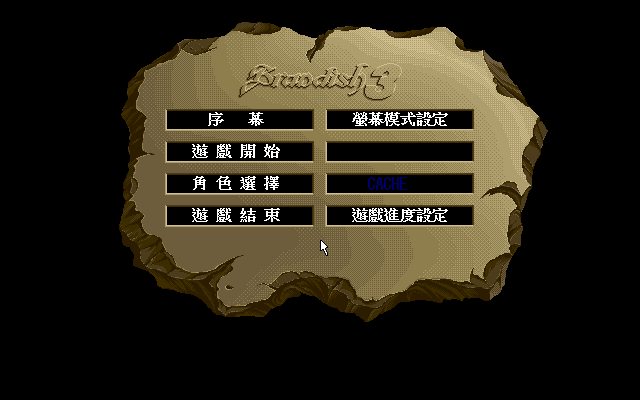 Brandish 3
序 幕
螢幕模式設定
遊戲開始
角色選擇
CACHE
遊戲結束
遊戲進度設定